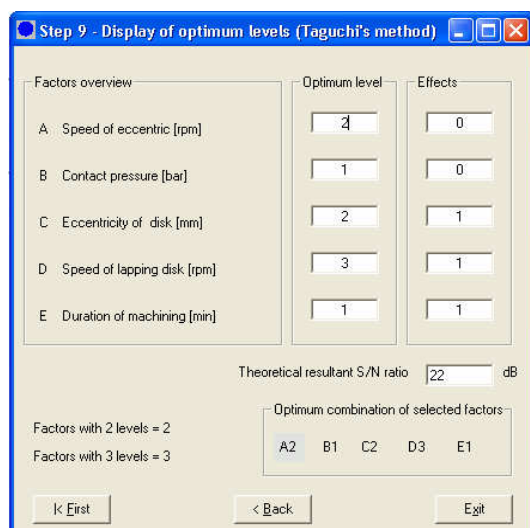 Step 9 - Display of optimum levels (Taguchi's method)
Factors overview Optimum level Effects
A Speed of eccentric [rpm] 2 0
B Contact pressure [bar] 1 0
C Eccentricity of disk [mm] 2 1
D Speed of lapping disk [rpm] 3 1
E Duration of machining [min] 1 1
Theoretical resultant S/N ratio 22 dB
Optimum combination of selected factors
Factors with 2 levels = 2
A2 B1 C2 D3 E1
Factors with 3 levels = 3
|< First < Back Exit